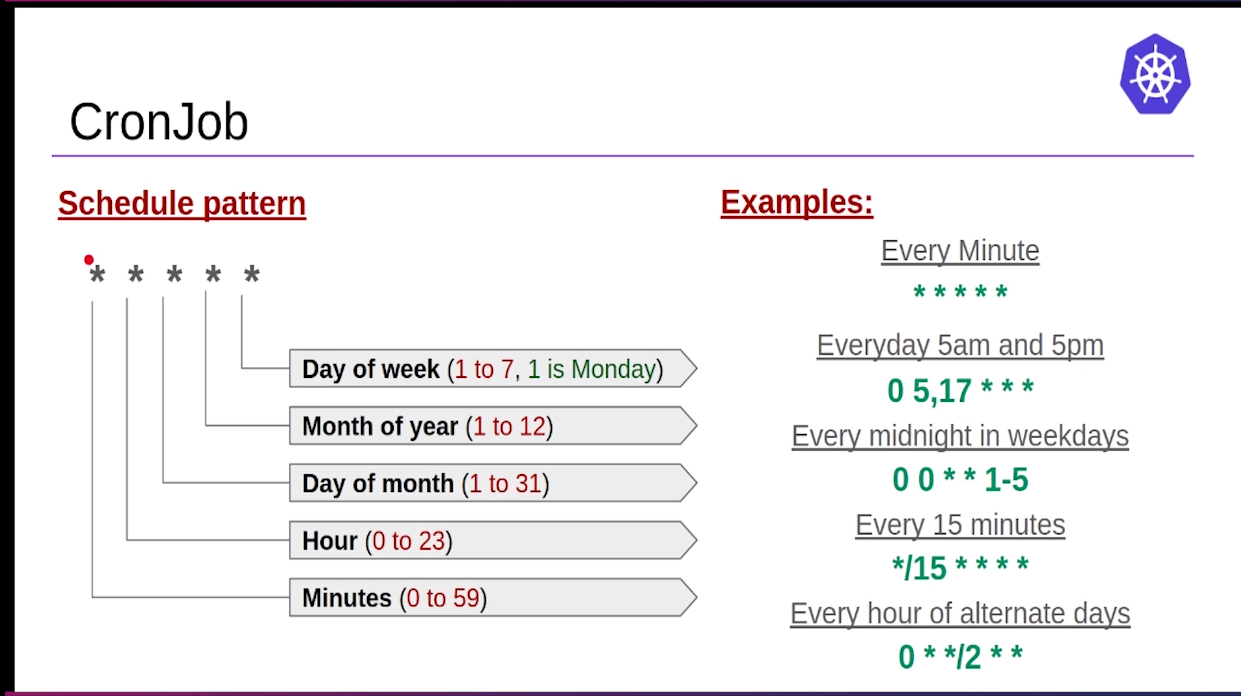 CronJob
Schedule pattern
* * * * *
Day of week (1 to 7, 1 is Monday)
Month of year (1 to 12)
Day of month (1 to 31)
Hour (0 to 23)
Minutes (0 to 59)
Examples:
Every Minute
* * * * *
Everyday 5am and 5pm
0 5,17 * * *
Every midnight in weekdays
0 0 * * 1-5
Every 15 minutes
*/15 * * * *
Every hour of alternate days
0 * */2 * *